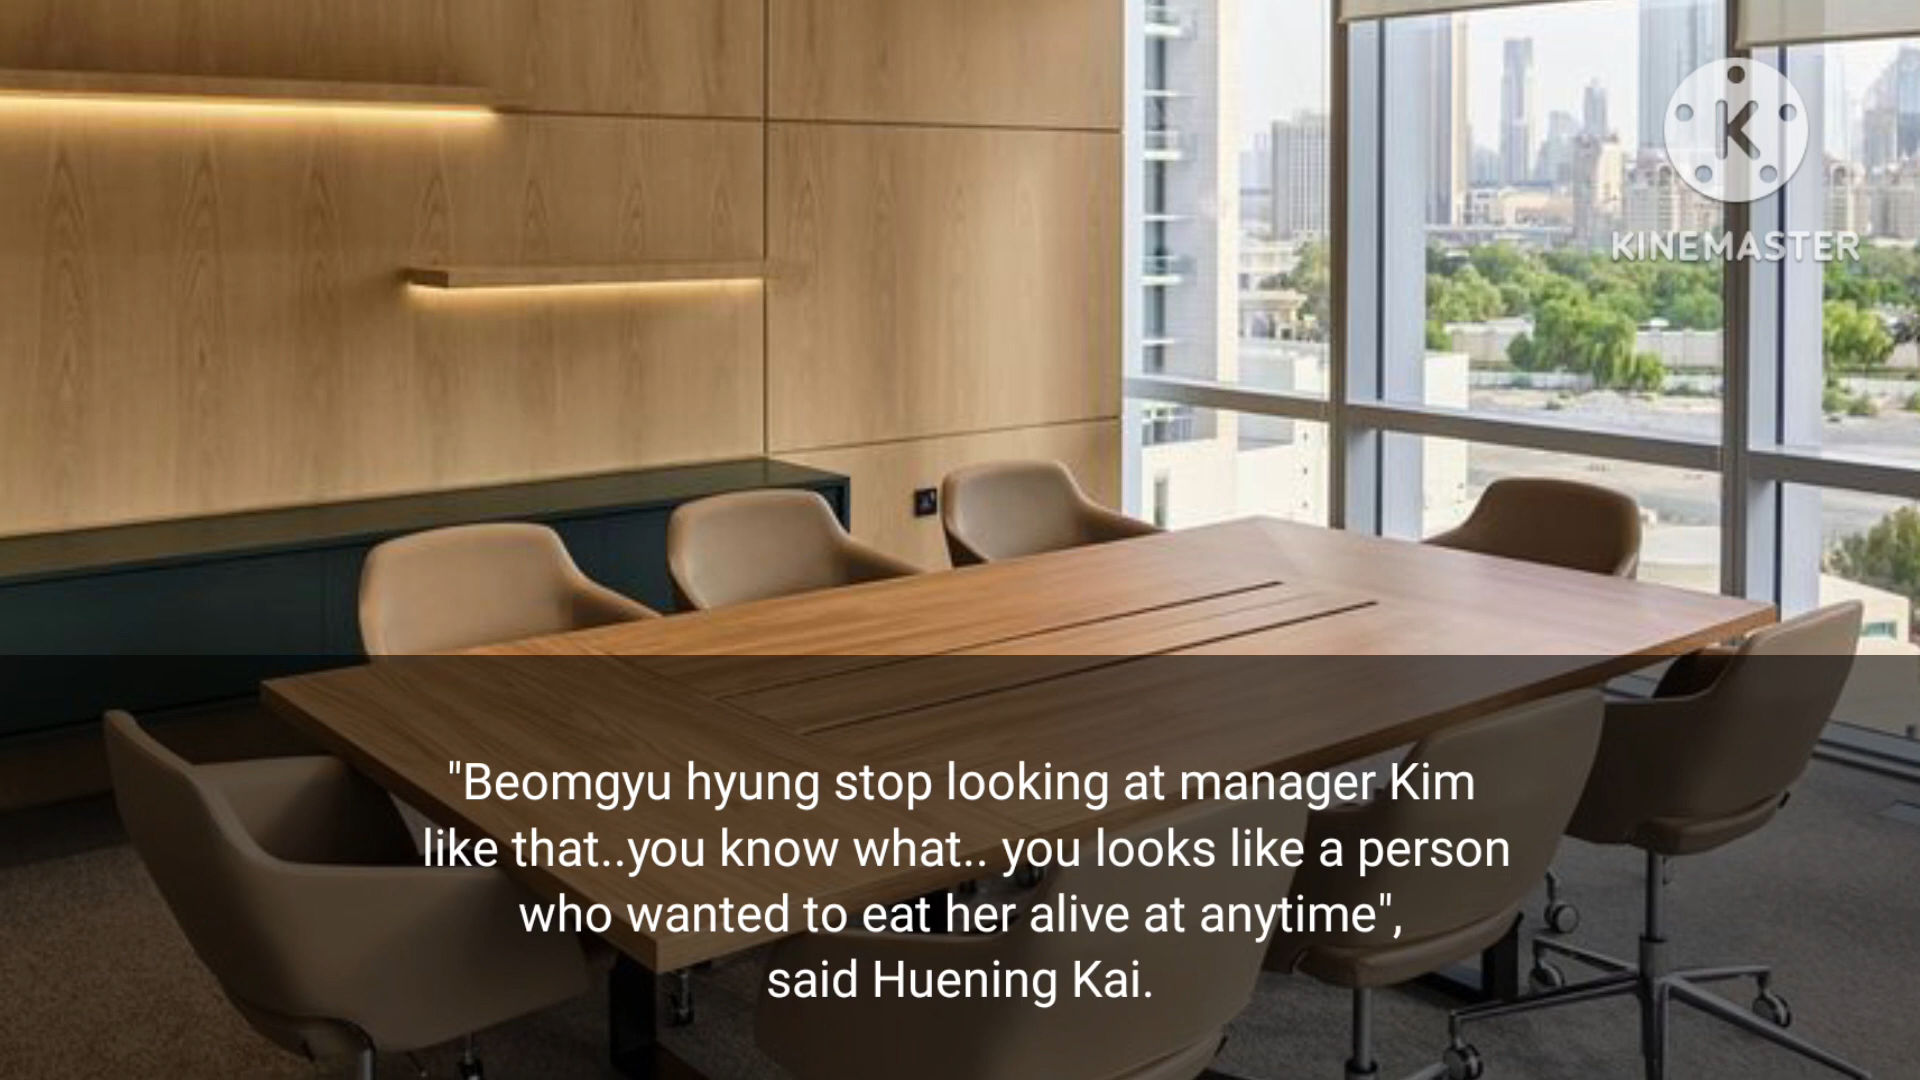 K
KINEMASTER
"Beomgyu hyung stop looking at manager Kim
like that..you know what.. you looks like a person
who wanted to eat her alive at anytime",
said Huening Kai.